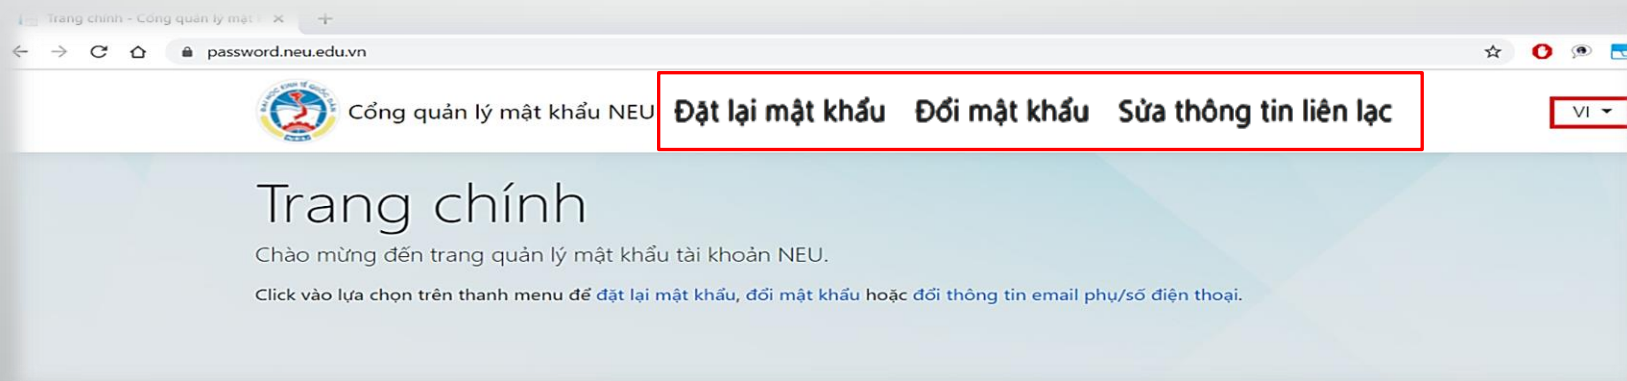 Trang chính - Cổng quản lý mật
password.neu.edu.vn
Cổng quản lý mật khẩu NEU Đặt lại mật khẩu Đổi mật khẩu Sửa thông tin liên lạc VI
Trang chính
Chào mừng đến trang quản lý mật khẩu tài khoản NEU.
Click vào lựa chọn trên thanh menu để đặt lại mật khẩu, đổi mật khẩu hoặc đổi thông tin email phụ/số điện thoại.